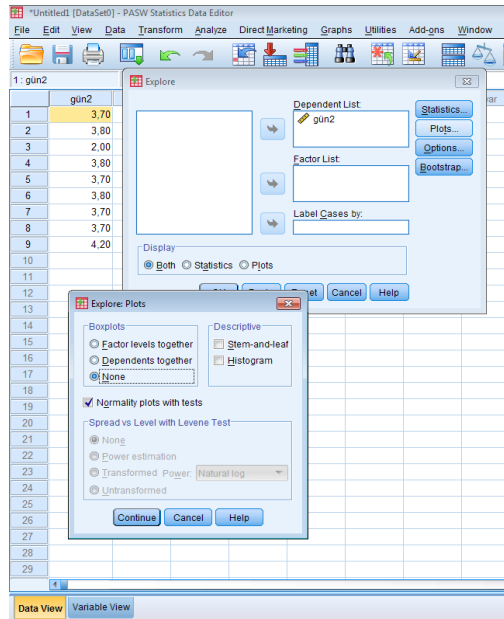 *Untitled1 [DataSet0] - PASW Statistics Data Editor
File Edit View Data Transform Analyze Direct Marketing Graphs Utilities Add-ons Window
1 : gün2
Explore
gün2
var
1 3,70
2 3,80
3 2,00
4 3,80
5 3,70
6 3,80
7 3,70
8 3,70
9 4,20
10
11
12
13
14
15
16
17
18
19
20
21
22
23
24
25
26
27
28
29
Dependent List:
gün2
Factor List:
Label Cases by:
Statistics...
Plots...
Options...
Bootstrap...
Display
Both Statistics Plots
Cancel Help
Explore: Plots
Boxplots
Factor levels together
Dependents together
None
Descriptive
Stem-and-leaf
Histogram
Normality plots with tests
Spread vs Level with Levene Test
None
Power estimation
Transformed Power: Natural log
Untransformed
Continue Cancel Help
Data View Variable View